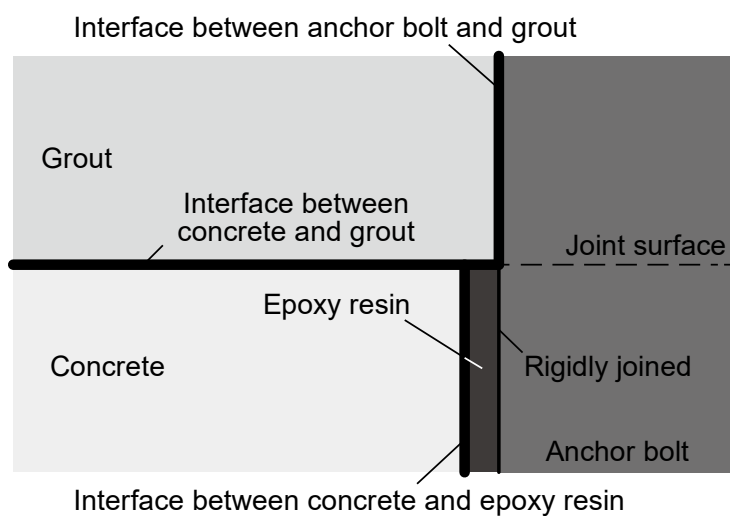 Interface between anchor bolt and grout
Grout
Interface between
concrete and grout
Joint surface
Epoxy resin
Concrete
Rigidly joined
Anchor bolt
Interface between concrete and epoxy resin